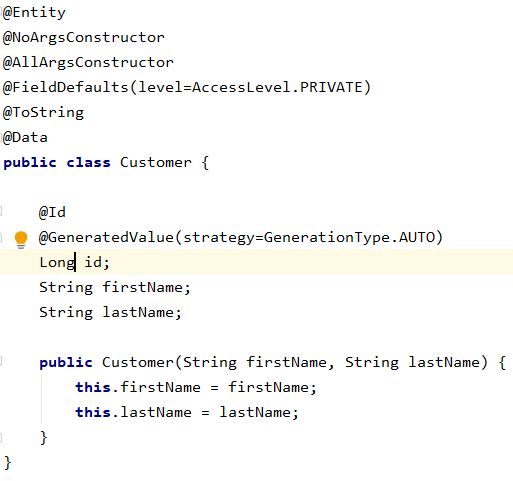 @Entity
@NoArgsConstructor
@AllArgsConstructor
@FieldDefaults(level=AccessLevel.PRIVATE)
@ToString
@Data
public class Customer {
@Id
@GeneratedValue(strategy=GenerationType.AUTO)
Long id;
String firstName;
String lastName;
public Customer(String firstName, String lastName) {
this.firstName = firstName;
this.lastName = lastName;
}
}